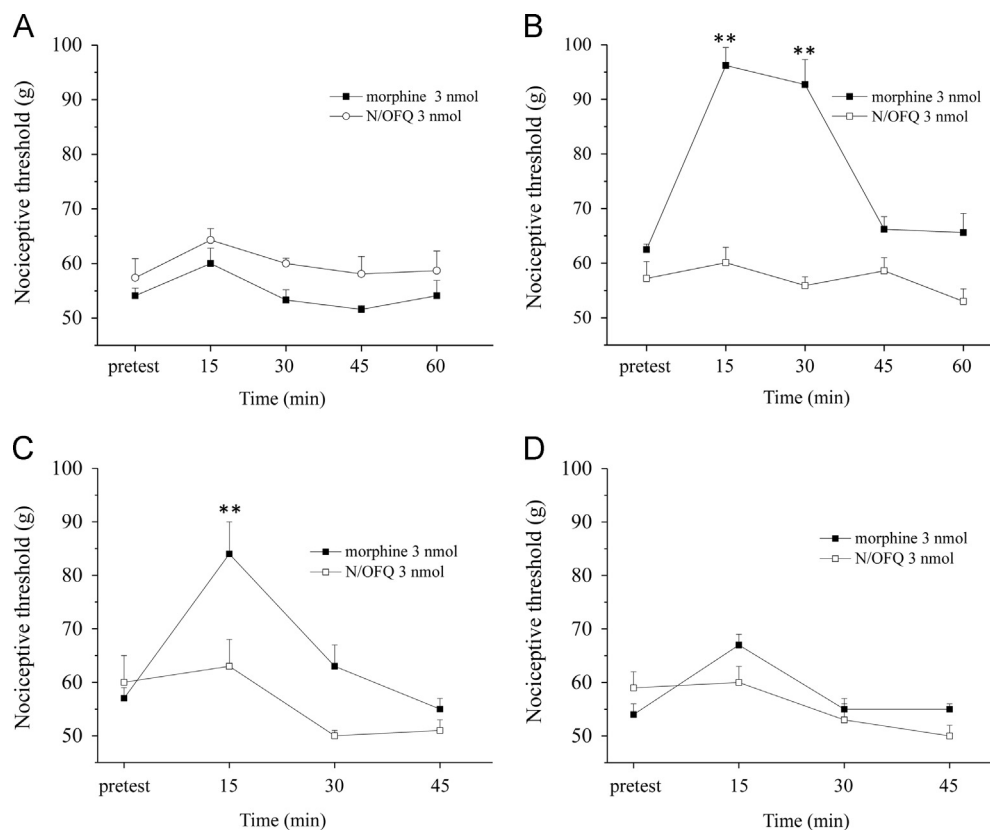 A
Nociceptive threshold (g)
100
90
80
70
60
50
morphine 3 nmol
N/OFQ 3 nmol
pretest 15 30 45 60
Time (min)
B
Nociceptive threshold (g)
100
90
80
70
60
50
** **
morphine 3 nmol
N/OFQ 3 nmol
pretest 15 30 45 60
Time (min)
C
Nociceptive threshold (g)
100
90
80
70
60
50
**
morphine 3 nmol
N/OFQ 3 nmol
pretest 15 30 45
Time (min)
D
Nociceptive threshold (g)
100
90
80
70
60
50
morphine 3 nmol
N/OFQ 3 nmol
pretest 15 30 45
Time (min)